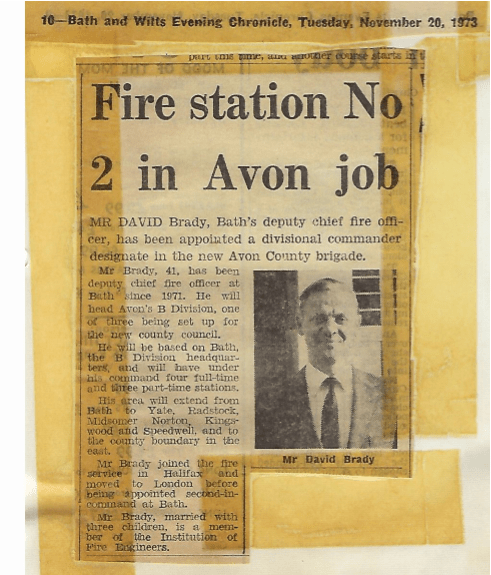 10—Bath and Wilts Evening Chronicle, Tuesday, November 20, 1973
part this time, and another course starts in t
Fire station No
2 in Avon job
MR DAVID Brady, Bath's deputy chief fire offi-
cer, has been appointed a divisional commander
designate in the new Avon County brigade.
Mr Brady, 41, has been
deputy chief fire officer at
Bath since 1971. He will
head Avon's B Division, one
of three being set up for
the new county council.
He will be based on Bath,
the B Division headquar-
ters, and will have under
his command four full-time
and three part-time stations.
His area will extend from
Bath to Yate, Radstock,
Midsomer Norton, Kings-
wood and Speedwell, and to
the county boundary in the
east.
Mr Brady joined the fire
service in Halifax and
moved to London before
being appointed second-in-
command at Bath.
Mr Brady, married with
three children, is a mem-
ber of the Institution of
Fire Engineers.
Mr David Brady